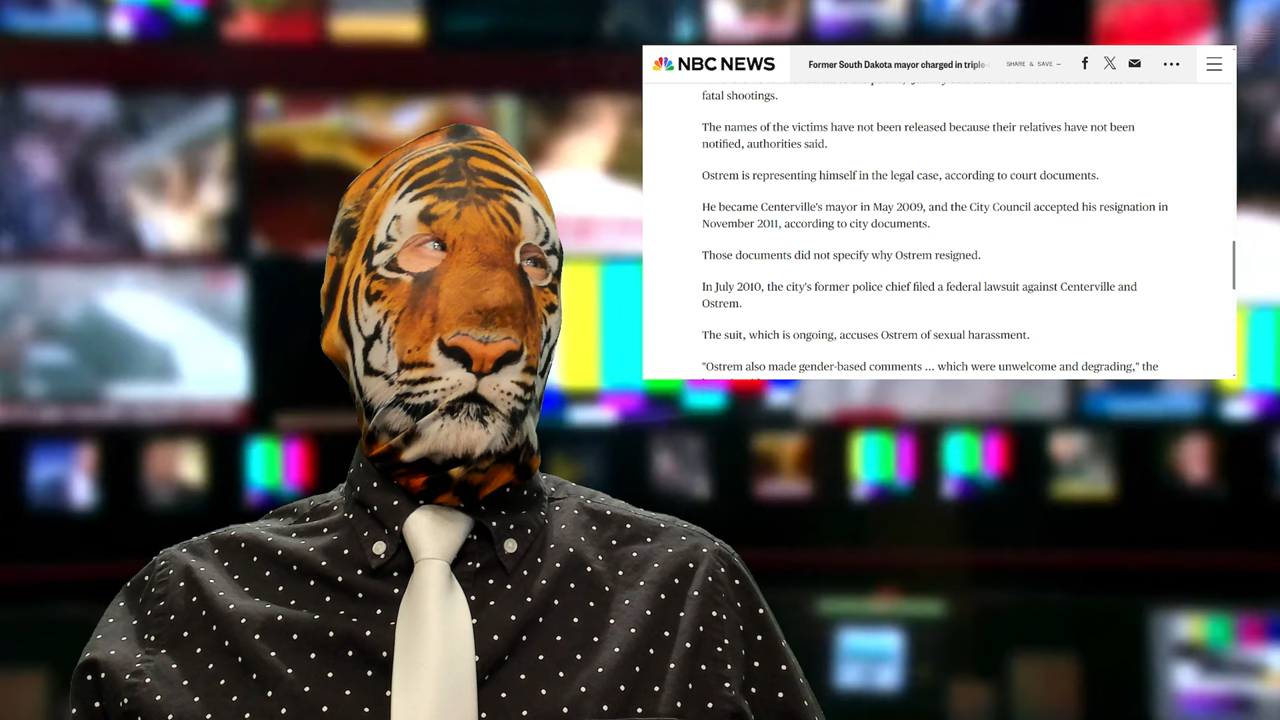 NBC NEWS
Former South Dakota mayor charged in triple-
SHARE & SAVE —
fatal shootings.
The names of the victims have not been released because their relatives have not been
notified, authorities said.
Ostrem is representing himself in the legal case, according to court documents.
He became Centerville's mayor in May 2009, and the City Council accepted his resignation in
November 2011, according to city documents.
Those documents did not specify why Ostrem resigned.
In July 2010, the city's former police chief filed a federal lawsuit against Centerville and
Ostrem.
The suit, which is ongoing, accuses Ostrem of sexual harassment.
"Ostrem also made gender-based comments ... which were unwelcome and degrading," the